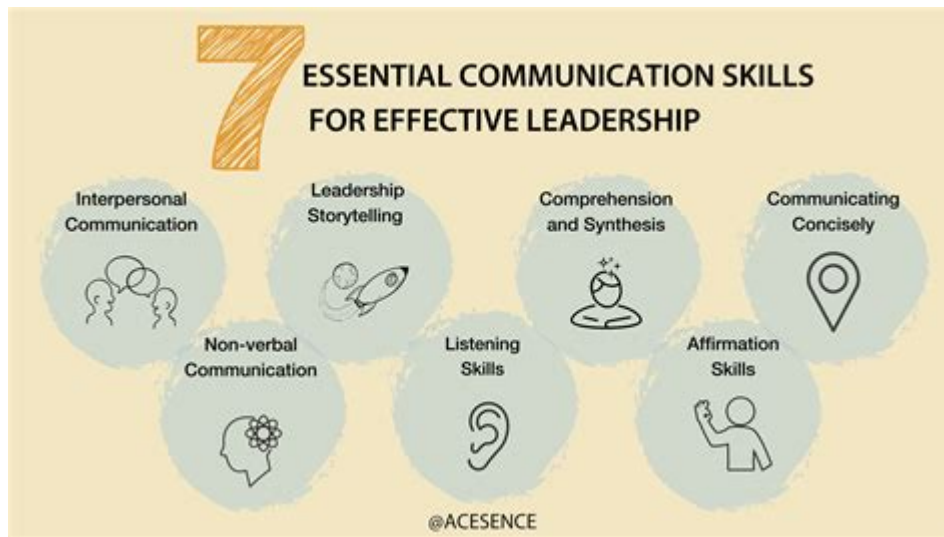 7
ESSENTIAL COMMUNICATION SKILLS
FOR EFFECTIVE LEADERSHIP
Interpersonal
Communication
Leadership
Storytelling
Comprehension
and Synthesis
Communicating
Concisely
Non-verbal
Communication
Listening
Skills
Affirmation
Skills
@ACESENCE